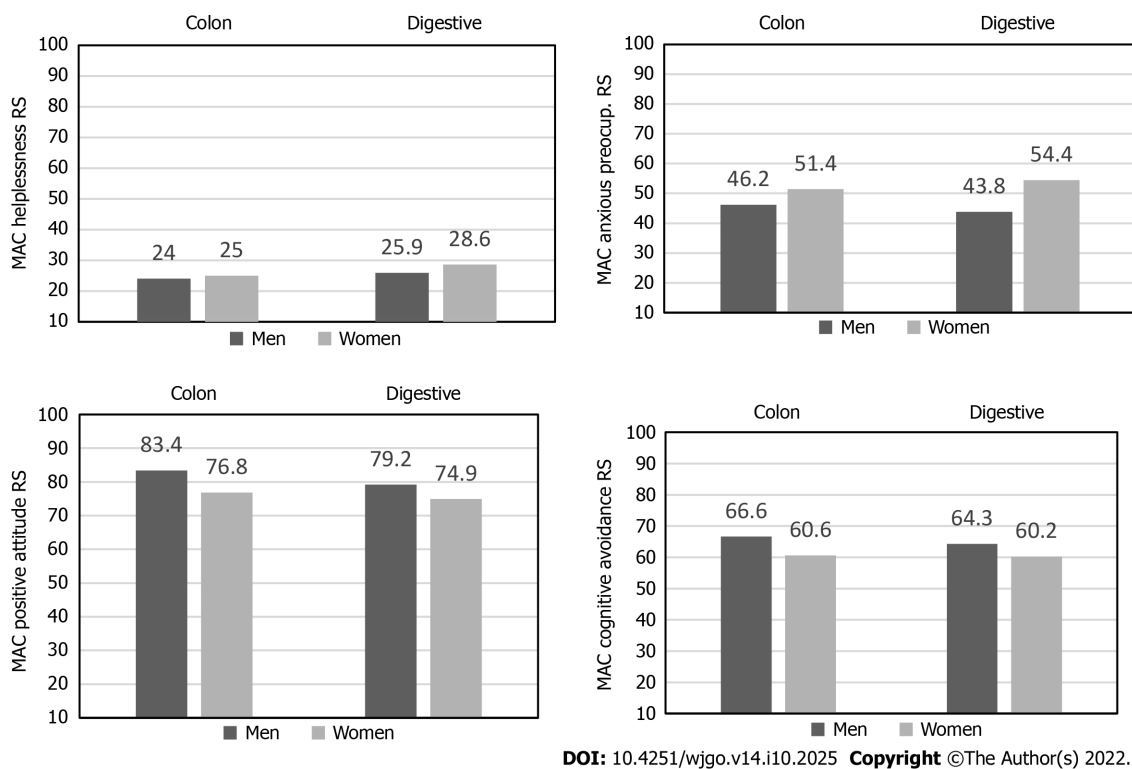 Colon Digestive
MAC helplessness RS
100
90
80
70
60
50
40
30
20
10
24 25 25.9 28.6
Men Women
Colon Digestive
MAC anxious preocup. RS
100
90
80
70
60
50
40
30
20
10
46.2 51.4 43.8 54.4
Men Women
Colon Digestive
MAC positive attitude RS
100
90
80
70
60
50
40
30
20
10
83.4 76.8 79.2 74.9
Men Women
Colon Digestive
MAC cognitive avoidance RS
100
90
80
70
60
50
40
30
20
10
66.6 60.6 64.3 60.2
Men Women
DOI: 10.4251/wjgo.v14.i10.2025 Copyright ©The Author(s) 2022.